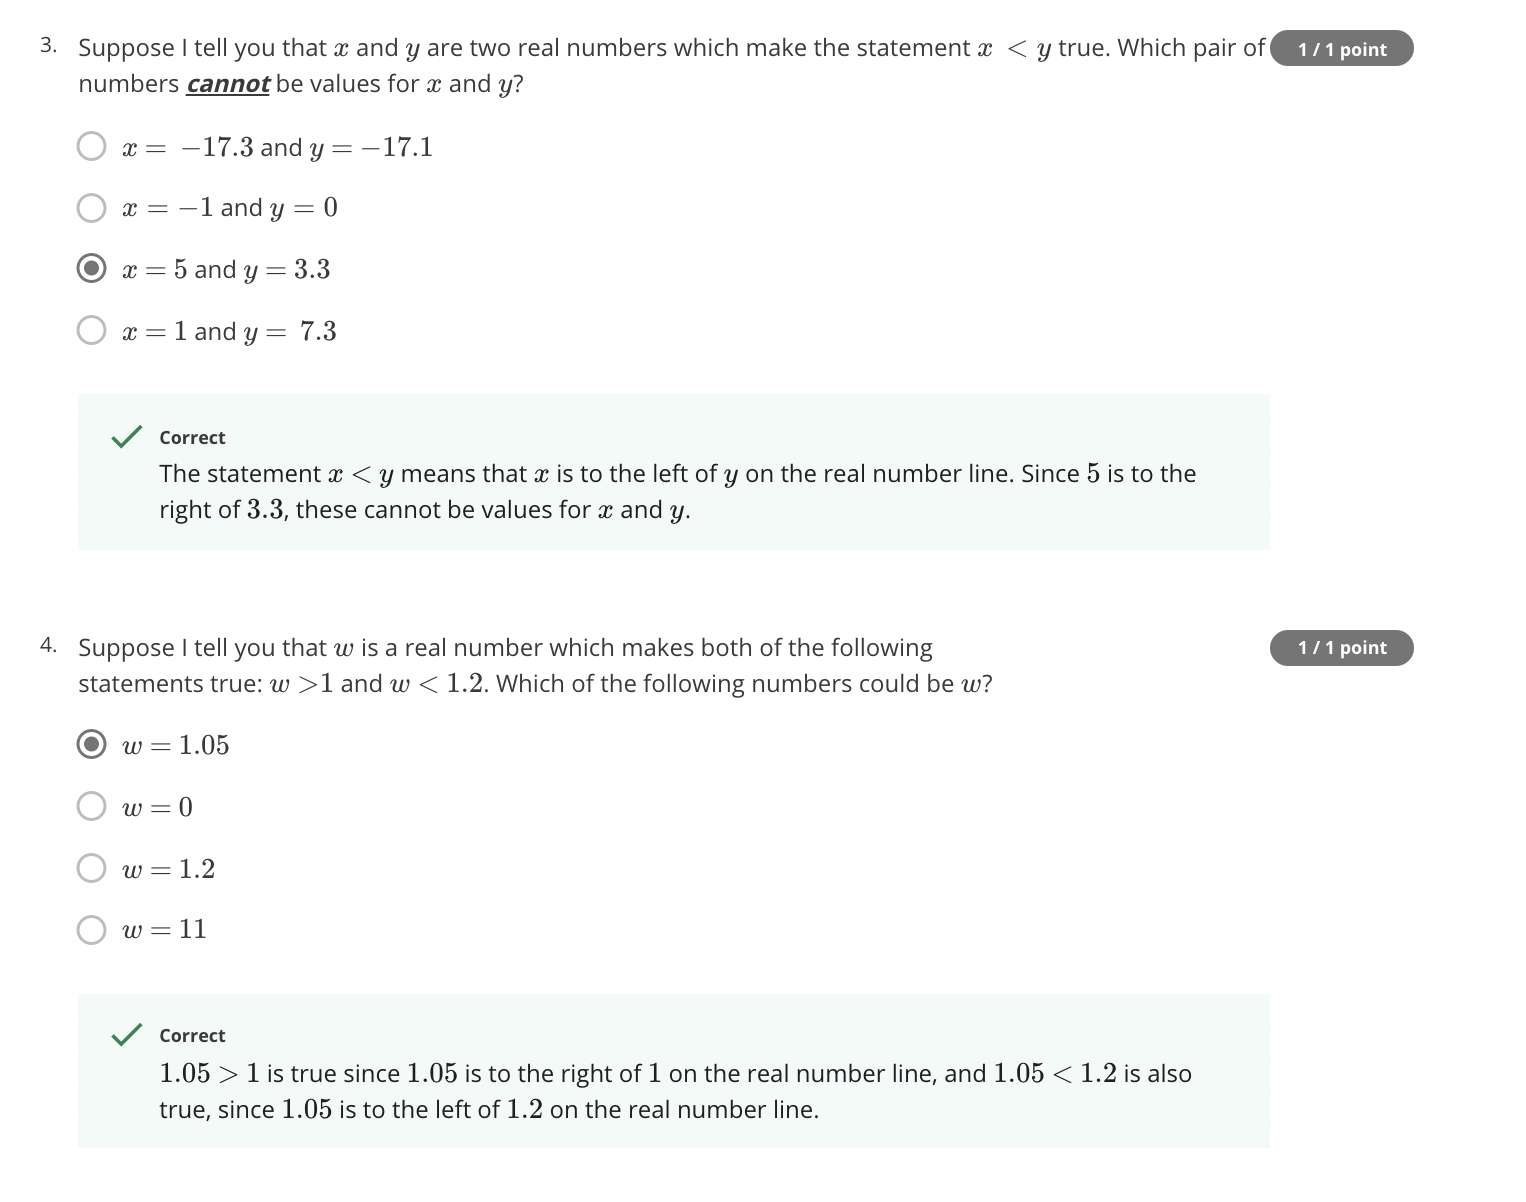 3. Suppose I tell you that x and y are two real numbers which make the statement x < y true. Which pair of 1 / 1 point
numbers cannot be values for x and y?
x = −17.3 and y = −17.1
x = −1 and y = 0
x = 5 and y = 3.3
x = 1 and y = 7.3
Correct
The statement x < y means that x is to the left of y on the real number line. Since 5 is to the
right of 3.3, these cannot be values for x and y.
4. Suppose I tell you that w is a real number which makes both of the following 1 / 1 point
statements true: w >1 and w < 1.2. Which of the following numbers could be w?
w = 1.05
w = 0
w = 1.2
w = 11
Correct
1.05 > 1 is true since 1.05 is to the right of 1 on the real number line, and 1.05 < 1.2 is also
true, since 1.05 is to the left of 1.2 on the real number line.